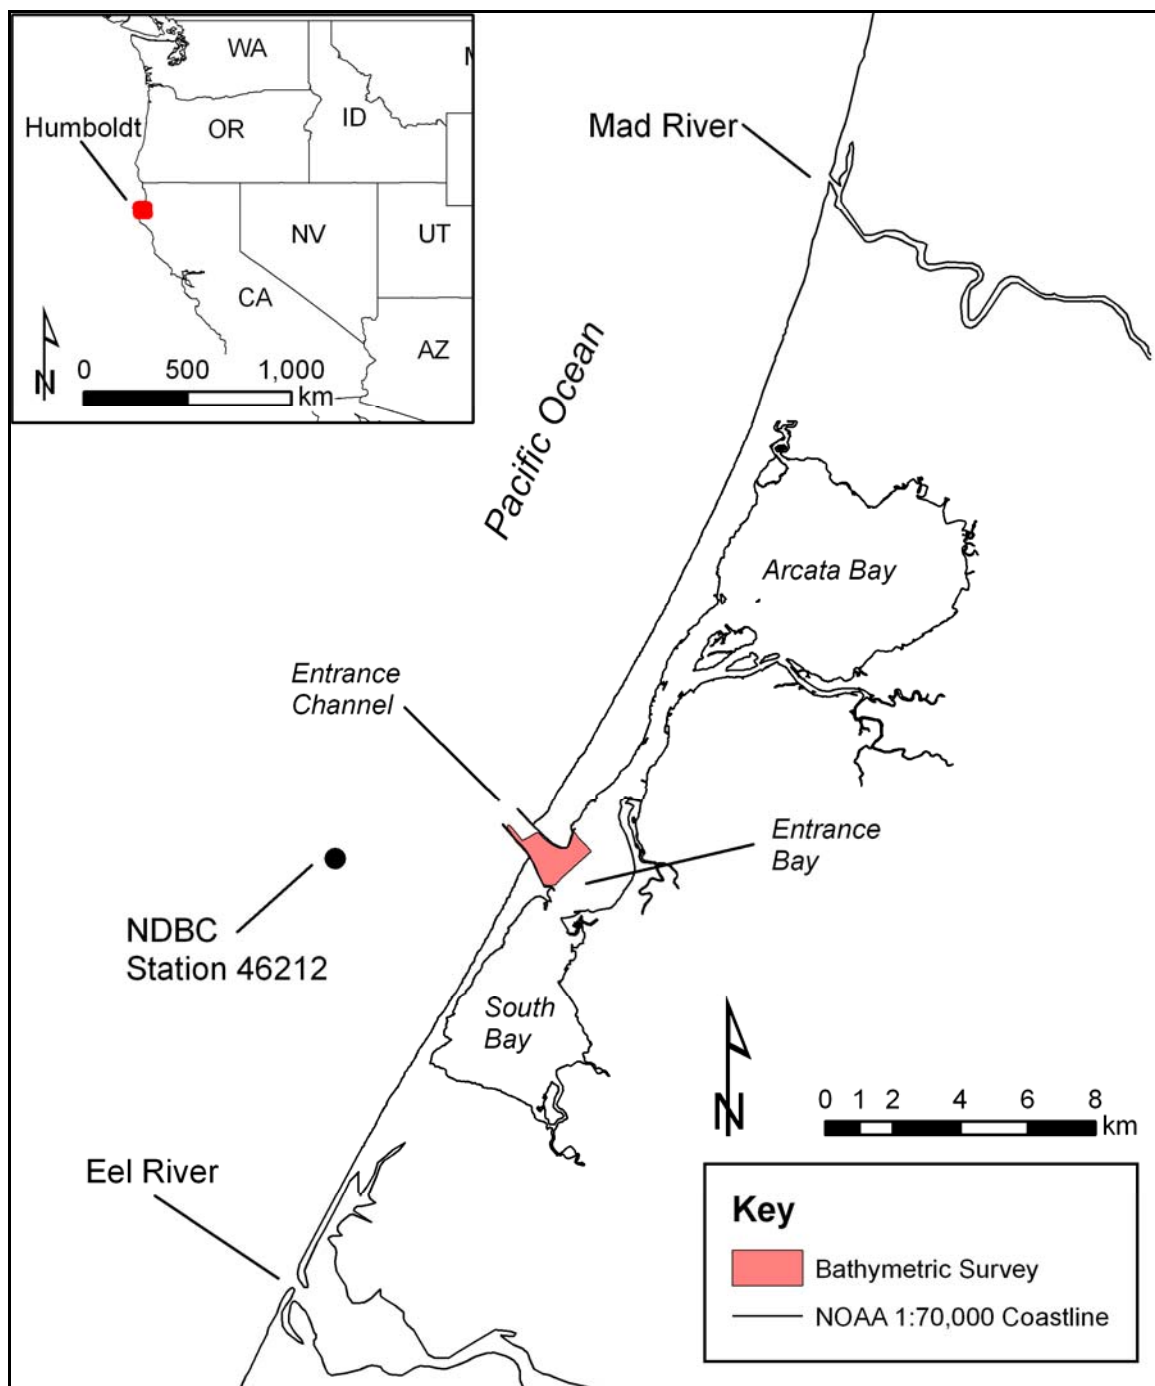 WA
OR
ID
Humboldt
NV
UT
CA
AZ
N
0 500 1,000
km
Mad River
Pacific Ocean
Arcata Bay
Entrance
Channel
Entrance
Bay
NDBC
Station 46212
South
Bay
N
0 1 2 4 6 8
km
Eel River
Key
Bathymetric Survey
NOAA 1:70,000 Coastline